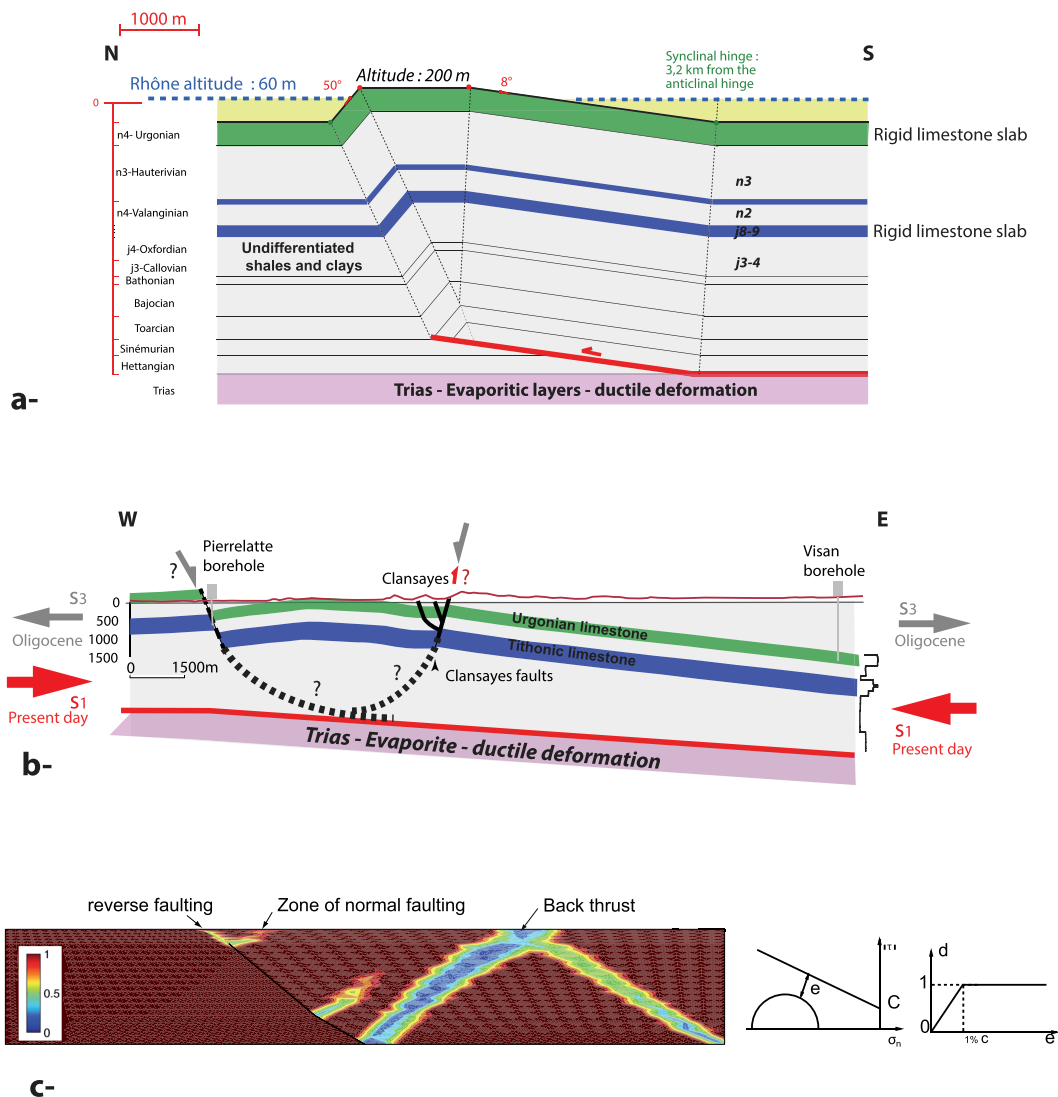 1000 m
N
S
Rhône altitude : 60 m
50°
Altitude : 200 m
8°
Synclinal hinge :
3,2 km from the
anticlinal hinge
0
n4- Urgonian
Rigid limestone slab
n3-Hauterivian
n3
n4-Valanginian
n2
j8-9
Rigid limestone slab
j4-Oxfordian
Undifferentiated
shales and clays
j3-4
j3-Callovian
Bathonian
Bajocian
Toarcian
Sinémurian
Hettangian
Trias
Trias - Evaporitic layers - ductile deformation
a-
W
E
Pierrelatte
borehole
?
Clansayes
?
Visan
borehole
S3
Oligocene
0
500
1000
1500
0
1500m
Urgonian limestone
Tithonic limestone
S3
Oligocene
?
?
Clansayes faults
S1
Present day
S1
Present day
Trias - Evaporite - ductile deformation
b-
reverse faulting
Zone of normal faulting
Back thrust
1
0.5
0
|τ|
e
C
σn
d
1
0
1% c
e
c-